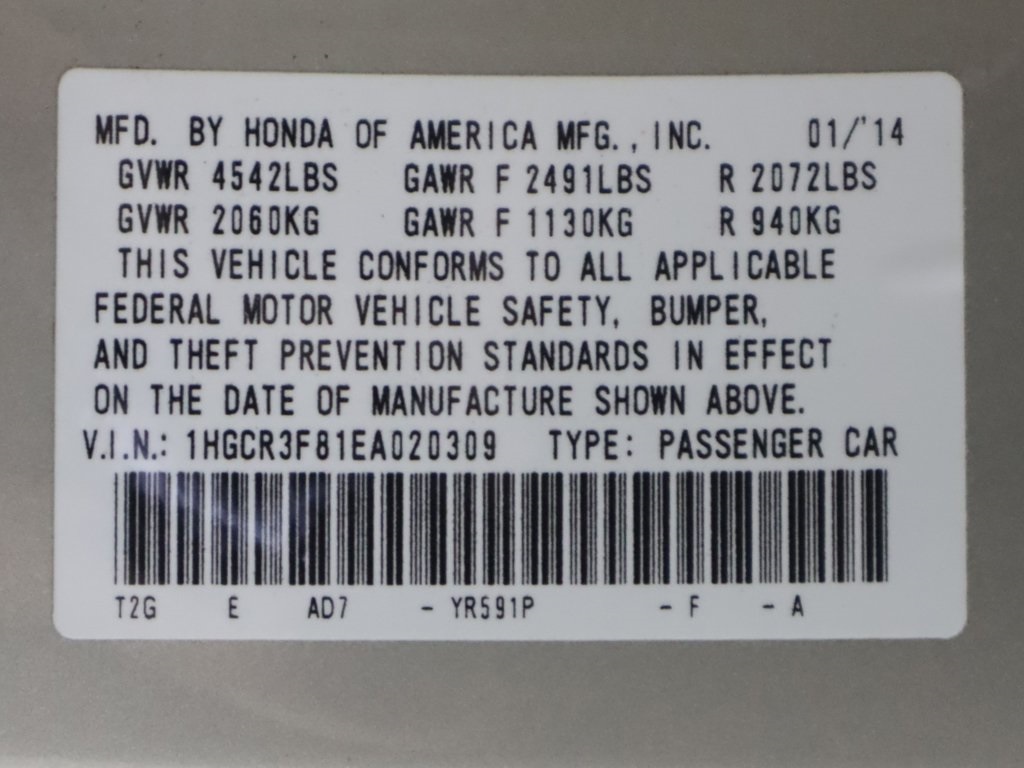 MFD. BY HONDA OF AMERICA MFG., INC. 01/'14
GVWR 4542LBS GAWR F 2491LBS R 2072LBS
GVWR 2060KG GAWR F 1130KG R 940KG
THIS VEHICLE CONFORMS TO ALL APPLICABLE
FEDERAL MOTOR VEHICLE SAFETY, BUMPER,
AND THEFT PREVENTION STANDARDS IN EFFECT
ON THE DATE OF MANUFACTURE SHOWN ABOVE.
V.I.N.: 1HGCR3F81EA020309 TYPE: PASSENGER CAR
T2G E AD7 - YR591P - F - A